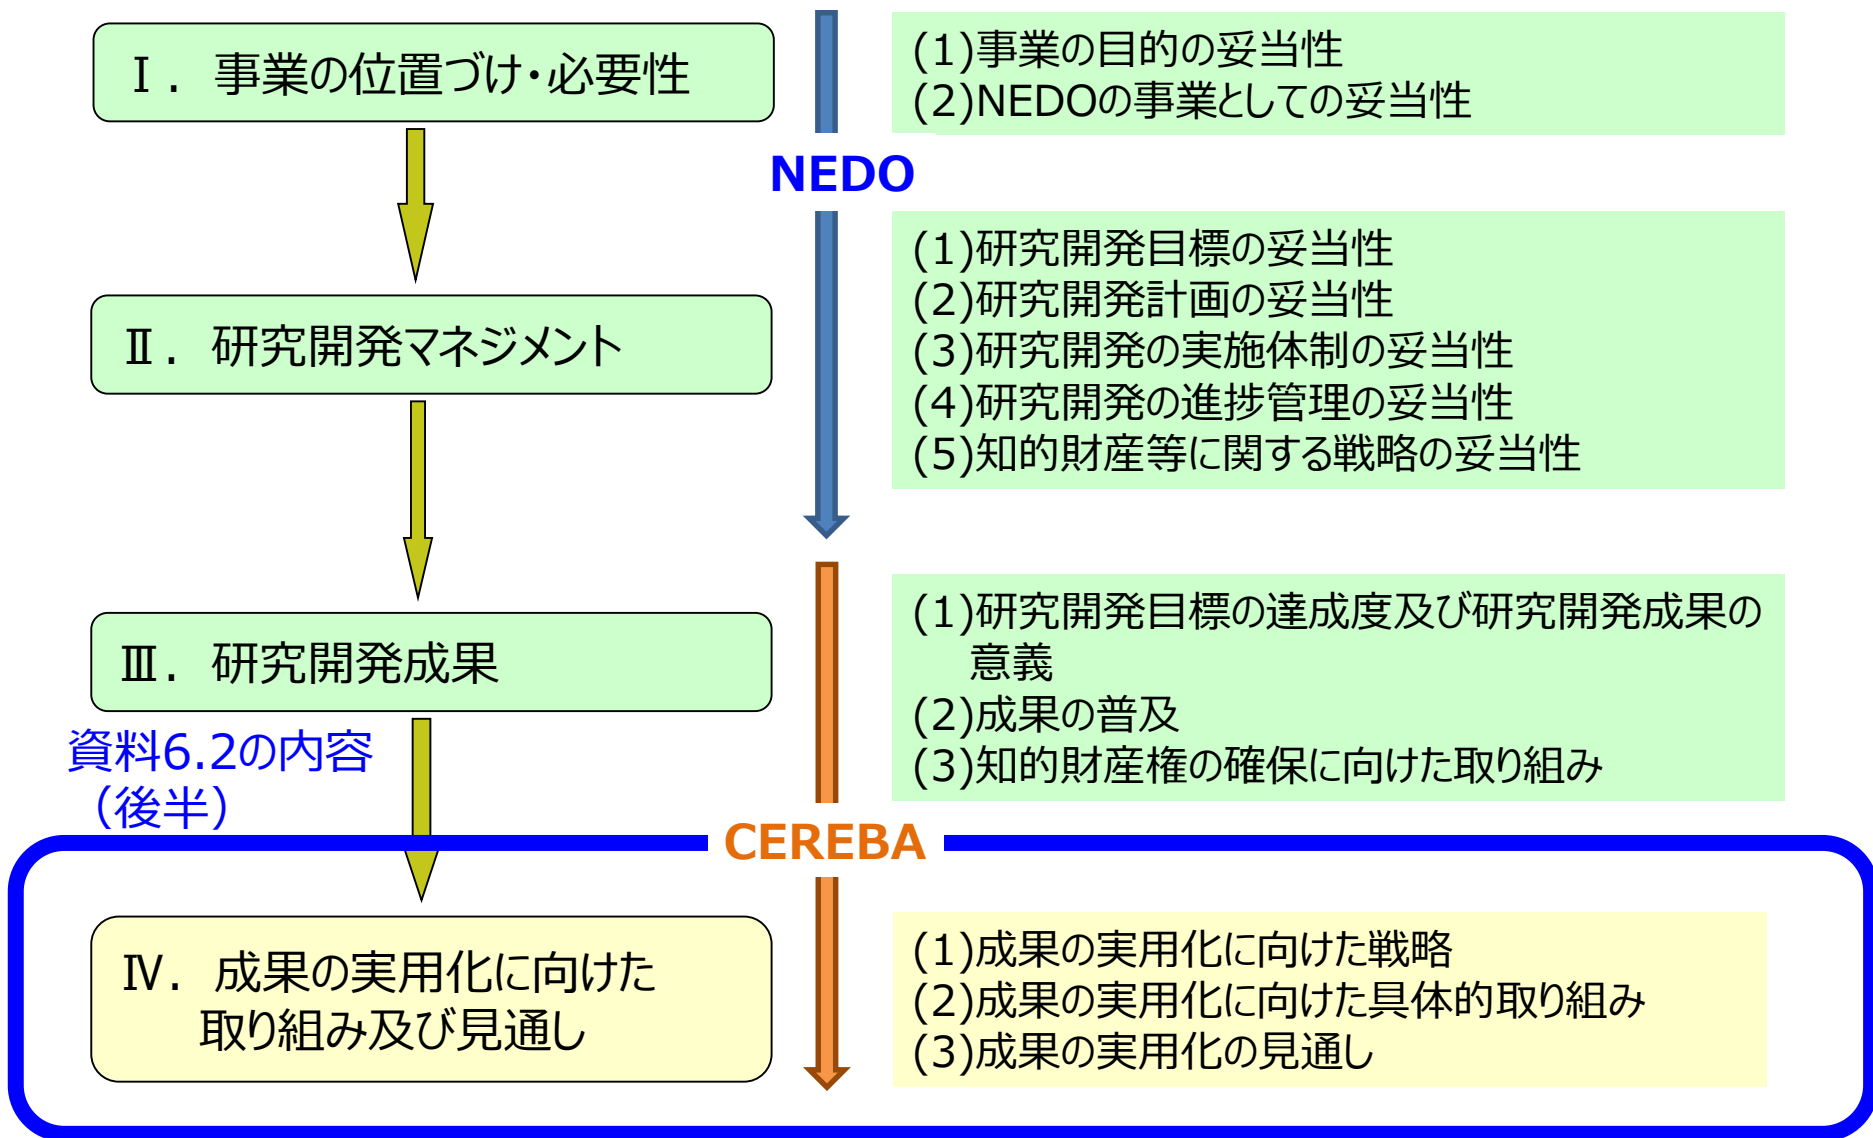 Ⅰ. 事業の位置づけ・必要性
(1)事業の目的の妥当性
(2)NEDOの事業としての妥当性
NEDO
Ⅱ. 研究開発マネジメント
(1)研究開発目標の妥当性
(2)研究開発計画の妥当性
(3)研究開発の実施体制の妥当性
(4)研究開発の進捗管理の妥当性
(5)知的財産等に関する戦略の妥当性
Ⅲ. 研究開発成果
(1)研究開発目標の達成度及び研究開発成果の
意義
(2)成果の普及
(3)知的財産権の確保に向けた取り組み
資料6.2の内容
（後半）
CEREBA
Ⅳ. 成果の実用化に向けた
取り組み及び見通し
(1)成果の実用化に向けた戦略
(2)成果の実用化に向けた具体的取り組み
(3)成果の実用化の見通し